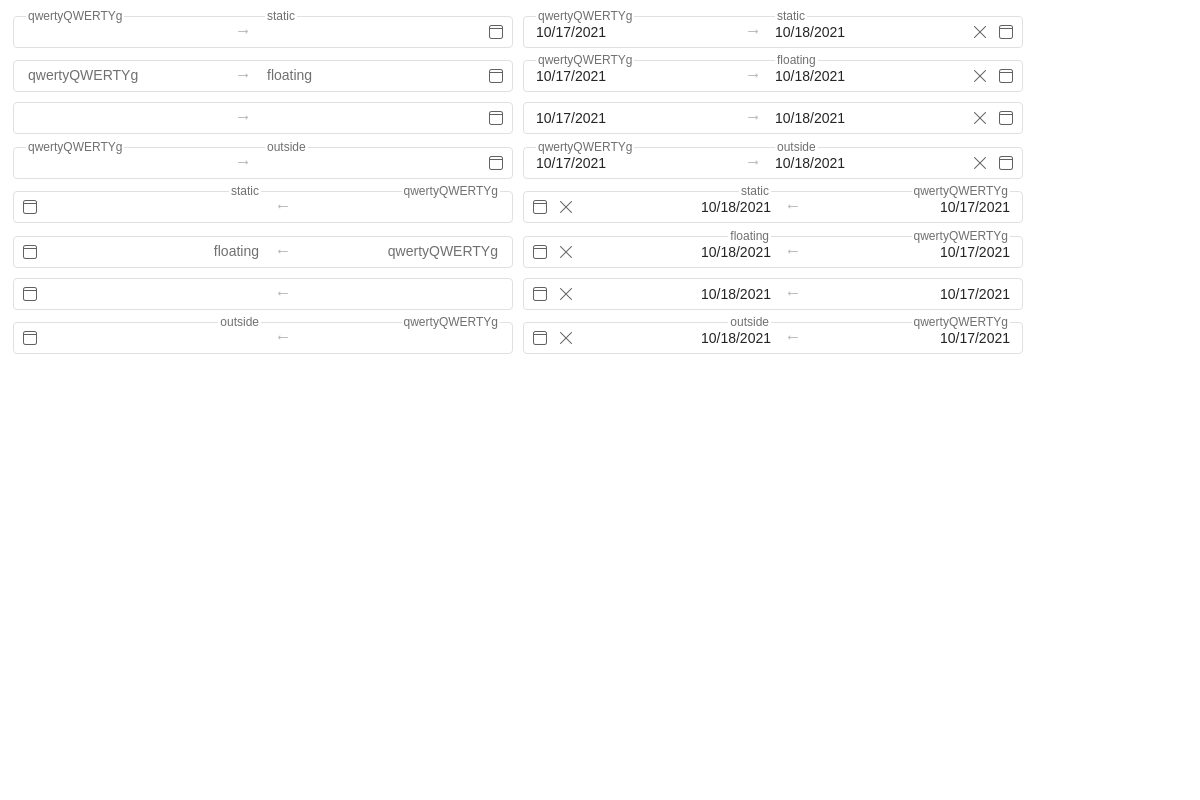 qwertyQWERTYg → static
qwertyQWERTYg static
10/17/2021 → 10/18/2021
qwertyQWERTYg → floating
qwertyQWERTYg floating
10/17/2021 → 10/18/2021
→
10/17/2021 → 10/18/2021
qwertyQWERTYg → outside
qwertyQWERTYg outside
10/17/2021 → 10/18/2021
static ← qwertyQWERTYg
static qwertyQWERTYg
10/18/2021 ← 10/17/2021
floating ← qwertyQWERTYg
floating qwertyQWERTYg
10/18/2021 ← 10/17/2021
←
10/18/2021 ← 10/17/2021
outside ← qwertyQWERTYg
outside qwertyQWERTYg
10/18/2021 ← 10/17/2021